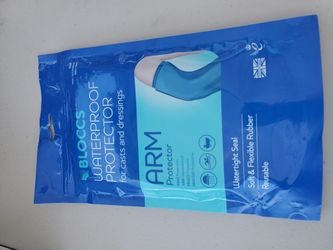 BLOCCS
WATERPROOF
PROTECTOR
for casts and dressings
ARM
Protector
Watertight Seal
Soft & Flexible Rubber
Reusable